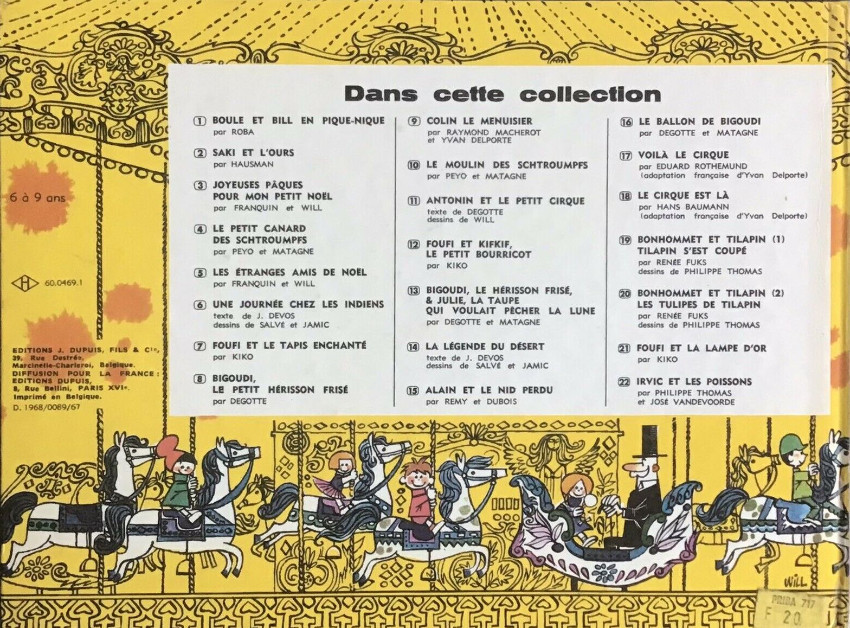 Dans cette collection
1 BOULE ET BILL EN PIQUE-NIQUE
par ROBA
2 SAKI ET L'OURS
par HAUSMAN
3 JOYEUSES PÂQUES
POUR MON PETIT NOËL
par FRANQUIN et WILL
4 LE PETIT CANARD
DES SCHTROUMPFS
par PEYO et MATAGNE
5 LES ÉTRANGES AMIS DE NOËL
par FRANQUIN et WILL
6 UNE JOURNÉE CHEZ LES INDIENS
texte de J. DEVOS
dessins de SALVÉ et JAMIC
7 FOUFI ET LE TAPIS ENCHANTÉ
par KIKO
8 BIGOUDI,
LE PETIT HÉRISSON FRISÉ
par DEGOTTE
9 COLIN LE MENUISIER
par RAYMOND MACHEROT
et YVAN DELPORTE
10 LE MOULIN DES SCHTROUMPFS
par PEYO et MATAGNE
11 ANTONIN ET LE PETIT CIRQUE
texte de DEGOTTE
dessins de WILL
12 FOUFI ET KIFKIF,
LE PETIT BOURRICOT
par KIKO
13 BIGOUDI, LE HÉRISSON FRISÉ,
& JULIE, LA TAUPE
QUI VOULAIT PÊCHER LA LUNE
par DEGOTTE et MATAGNE
14 LA LÉGENDE DU DÉSERT
texte de J. DEVOS
dessins de SALVÉ et JAMIC
15 ALAIN ET LE NID PERDU
par REMY et DUBOIS
16 LE BALLON DE BIGOUDI
par DEGOTTE et MATAGNE
17 VOILÀ LE CIRQUE
par EDUARD ROTHEMUND
(adaptation française d'Yvan Delporte)
18 LE CIRQUE EST LÀ
par HANS BAUMANN
(adaptation française d'Yvan Delporte)
19 BONHOMMET ET TILAPIN (1)
TILAPIN S'EST COUPÉ
par RENÉE FUKS
dessins de PHILIPPE THOMAS
20 BONHOMMET ET TILAPIN (2)
LES TULIPES DE TILAPIN
par RENÉE FUKS
dessins de PHILIPPE THOMAS
21 FOUFI ET LA LAMPE D'OR
par KIKO
22 IRVIC ET LES POISSONS
par PHILIPPE THOMAS
et JOSÉ VANDEVOORDE
6 à 9 ans
H 60.0469.1
EDITIONS J. DUPUIS, FILS & Cie,
39, Rue Destrée,
Marcinelle-Charleroi, Belgique.
DIFFUSION POUR LA FRANCE :
EDITIONS DUPUIS,
8, Rue Bellini, PARIS XVIe.
Imprimé en Belgique.
D. 1968/0089/67
WILL
PRIBA 717
F 20